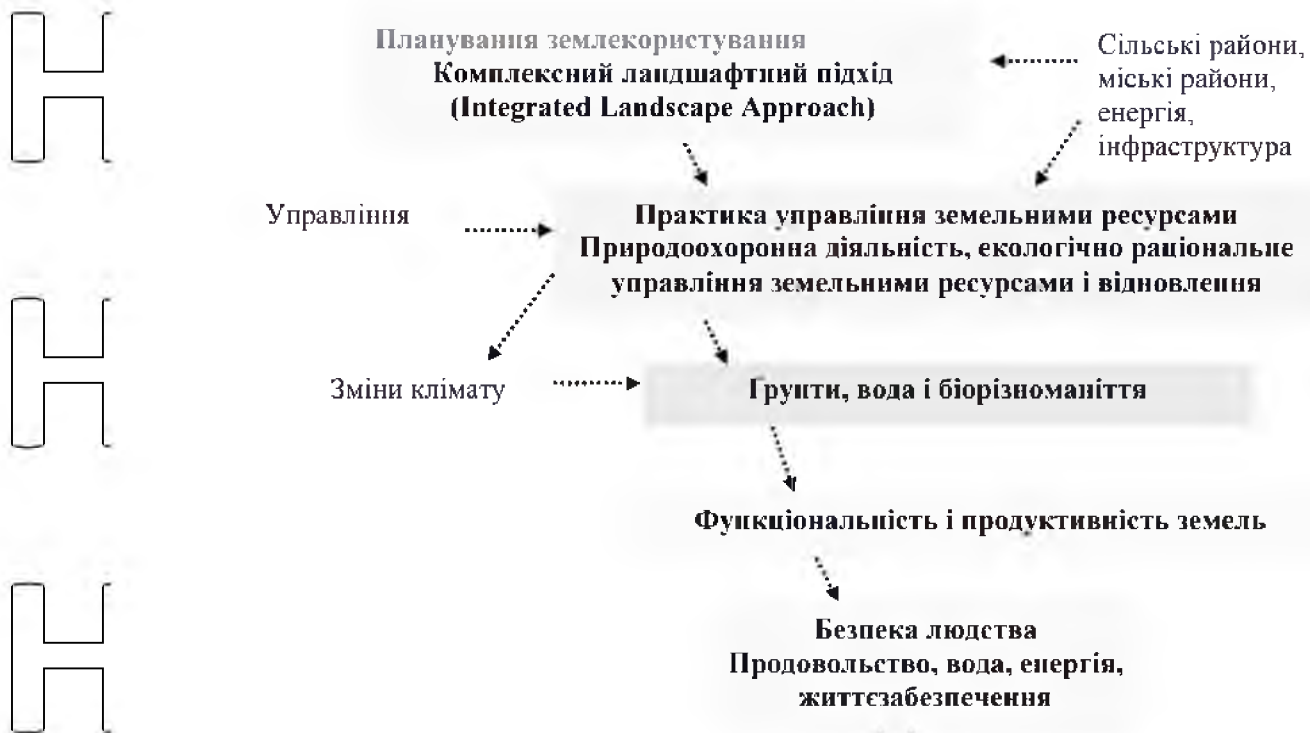 Планування землекористування
Комплексний ландшафтний підхід
(Integrated Landscape Approach)
Сільські райони,
міські райони,
енергія,
інфраструктура
Управління
Практика управління земельними ресурсами
Природоохоронна діяльність, екологічно раціональне
управління земельними ресурсами і відновлення
Зміни клімату
Грунти, вода і біорізноманіття
Функціональність і продуктивність земель
Безпека людства
Продовольство, вода, енергія,
життєзабезпечення